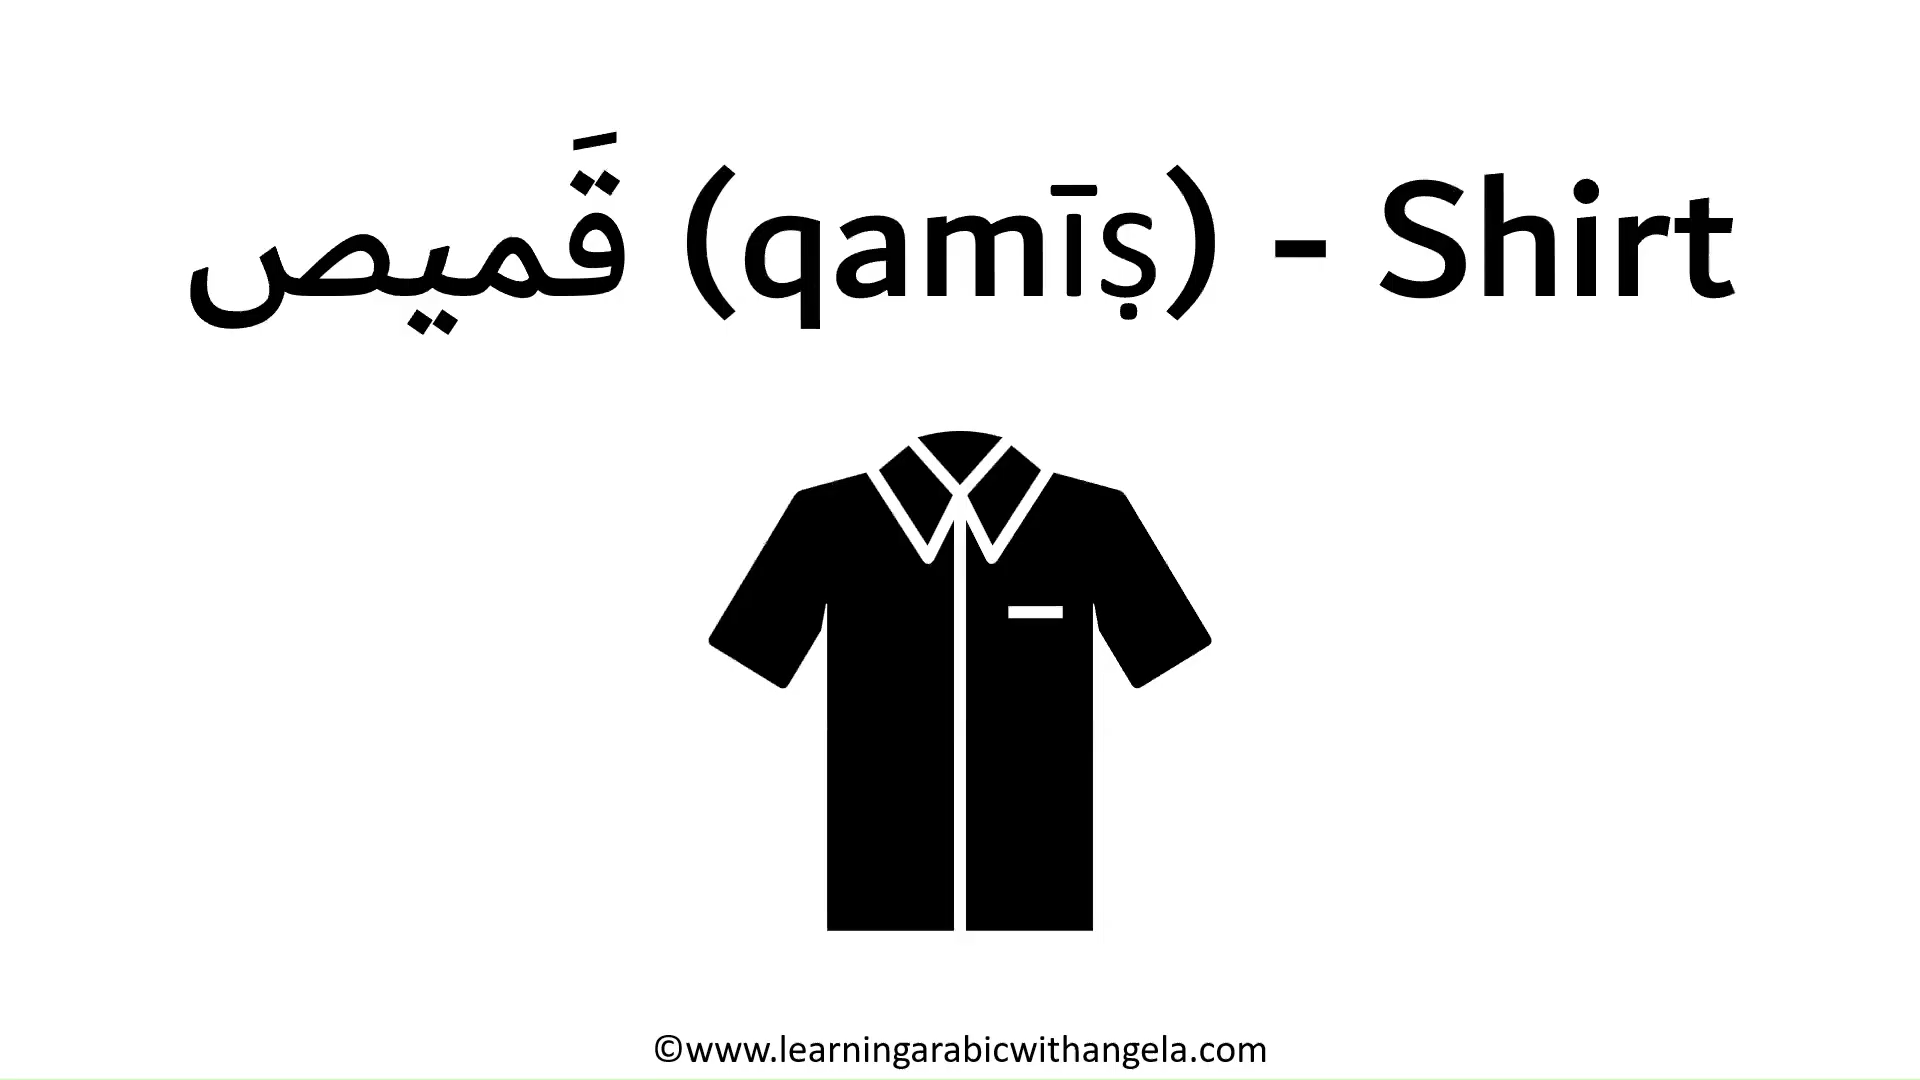 قَميص (qamīṣ) - Shirt
©www.learningarabicwithangela.com